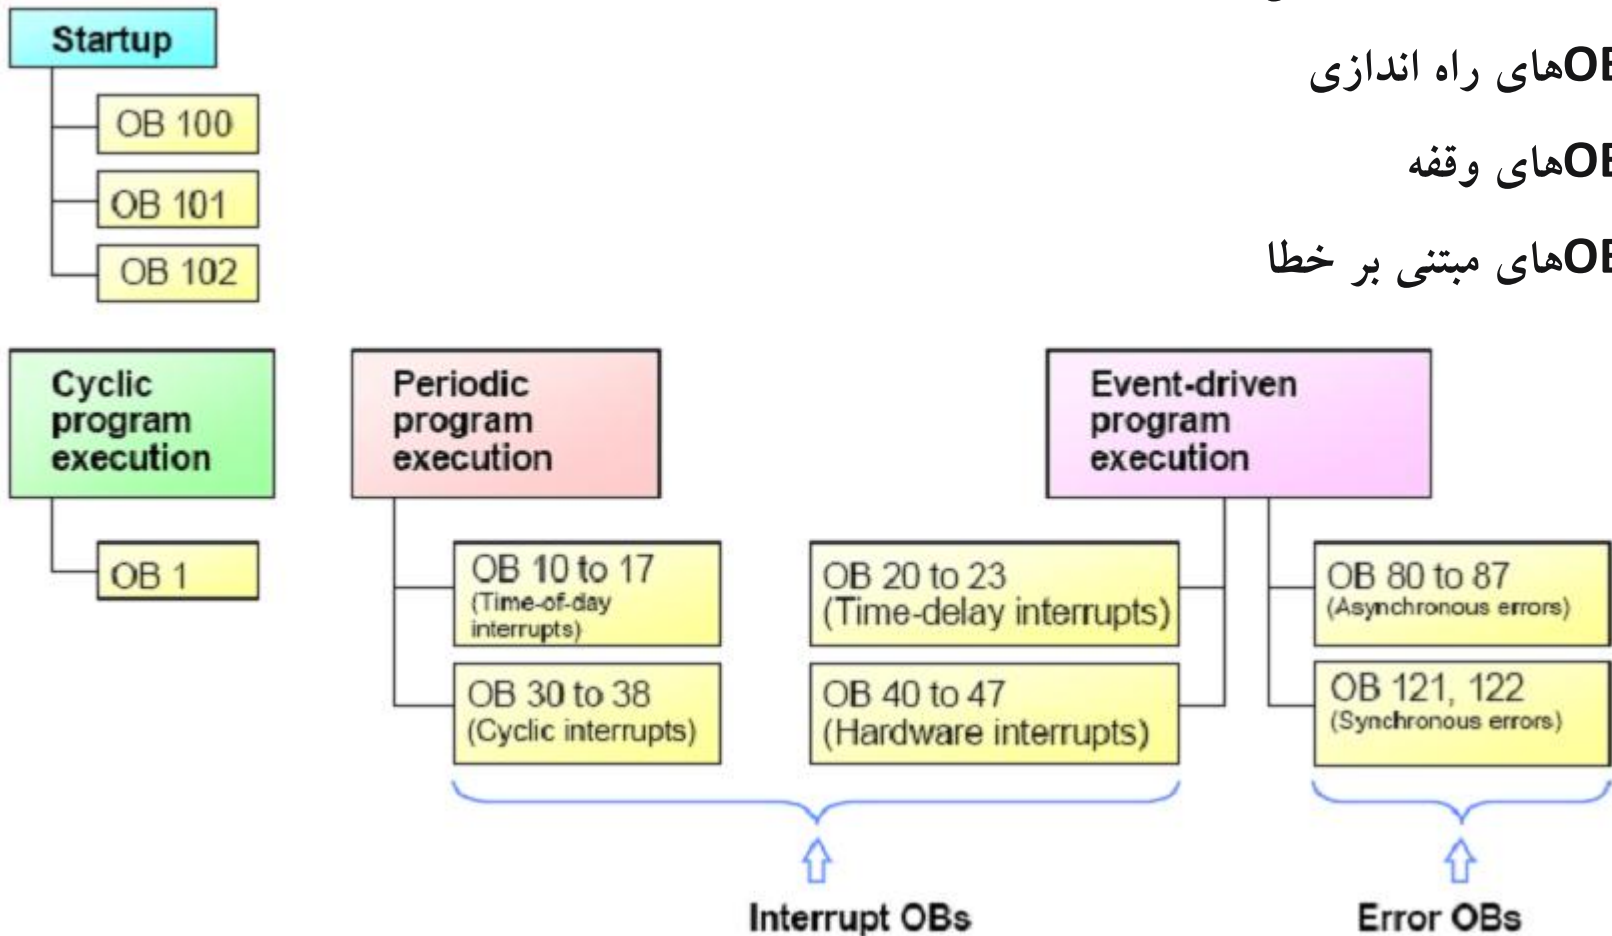 Startup
OB 100
OB 101
OB 102
OBهای راه اندازی
OBهای وقفه
OBهای مبتنی بر خطا
Cyclic
program
execution
OB 1
Periodic
program
execution
OB 10 to 17
(Time-of-day
interrupts)
OB 30 to 38
(Cyclic interrupts)
Event-driven
program
execution
OB 20 to 23
(Time-delay interrupts)
OB 40 to 47
(Hardware interrupts)
OB 80 to 87
(Asynchronous errors)
OB 121, 122
(Synchronous errors)
Interrupt OBs
Error OBs